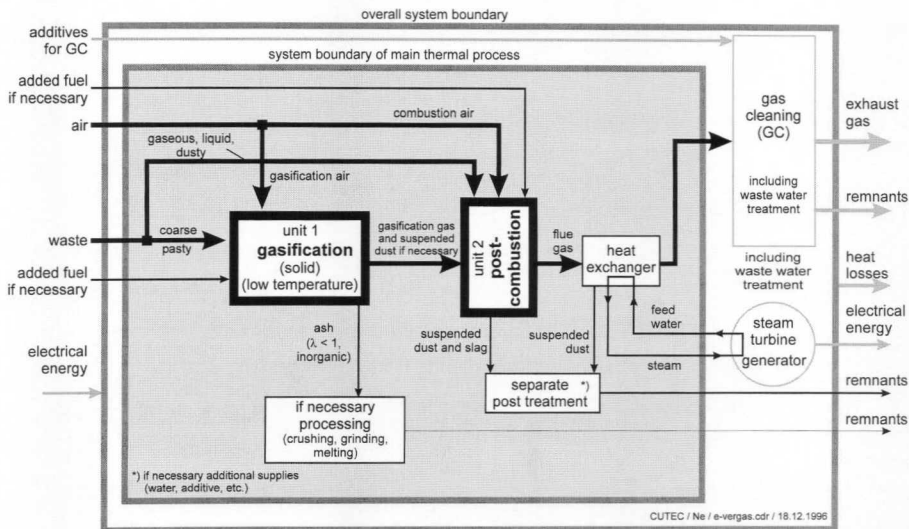 overall system boundary
additives
for GC
system boundary of main thermal process
added fuel
if necessary
combustion air
air
gaseous, liquid,
dusty
gasification air
gas
cleaning
(GC)
including
waste water
treatment
exhaust
gas
remnants
waste
coarse
pasty
unit 1
gasification
(solid)
(low temperature)
gasification gas
and suspended
dust if necessary
unit 2
post-
combustion
flue
gas
heat
exchanger
including
waste water
treatment
heat
losses
added fuel
if necessary
feed
water
steam
steam
turbine
generator
electrical
energy
ash
(λ < 1,
inorganic)
suspended
dust and slag
suspended
dust
electrical
energy
separate *)
post treatment
remnants
if necessary
processing
(crushing, grinding,
melting)
remnants
*) if necessary additional supplies
(water, additive, etc.)
CUTEC / Ne / e-vergas.cdr / 18.12.1996